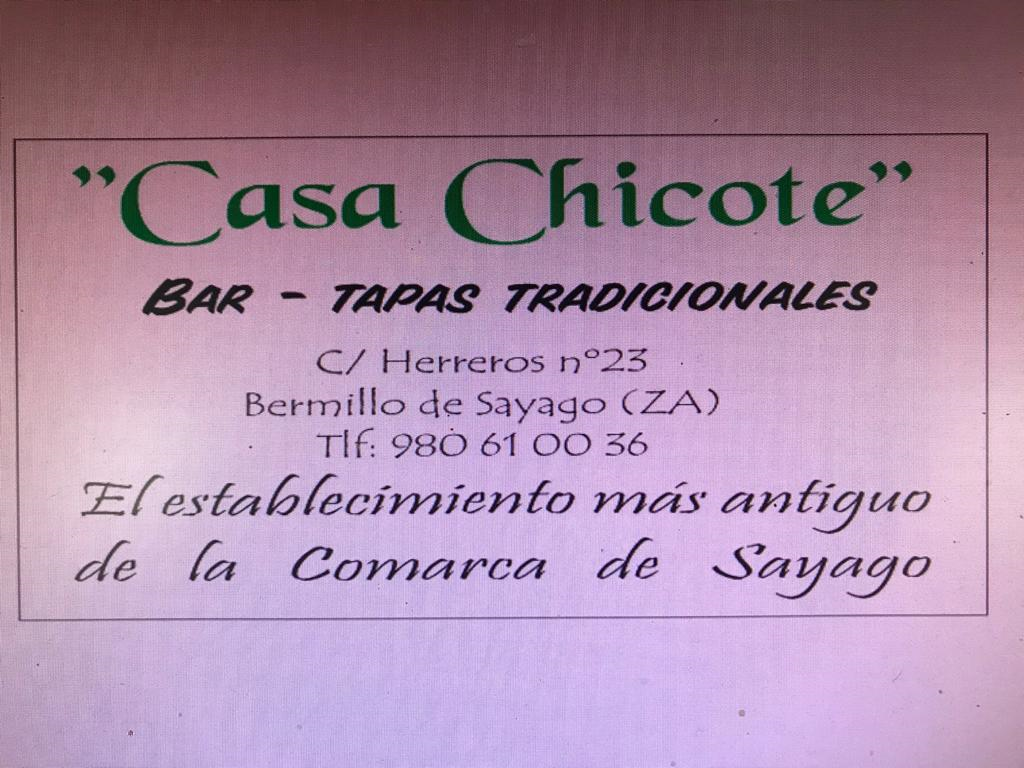 ”Casa Chicote”
BAR - TAPAS TRADICIONALES
C/ Herreros nº23
Bermillo de Sayago (ZA)
Tlf: 980 61 00 36
El establecimiento más antiguo
de la Comarca de Sayago